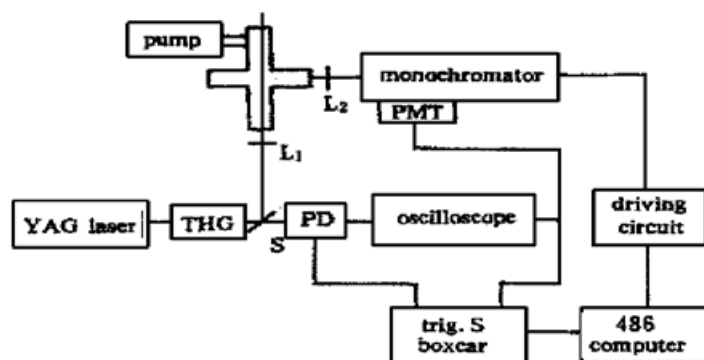 pump
monochromator
L2
PMT
L1
YAG laser
THG
S
PD
oscilloscope
driving
circuit
trig. S
boxcar
486
computer